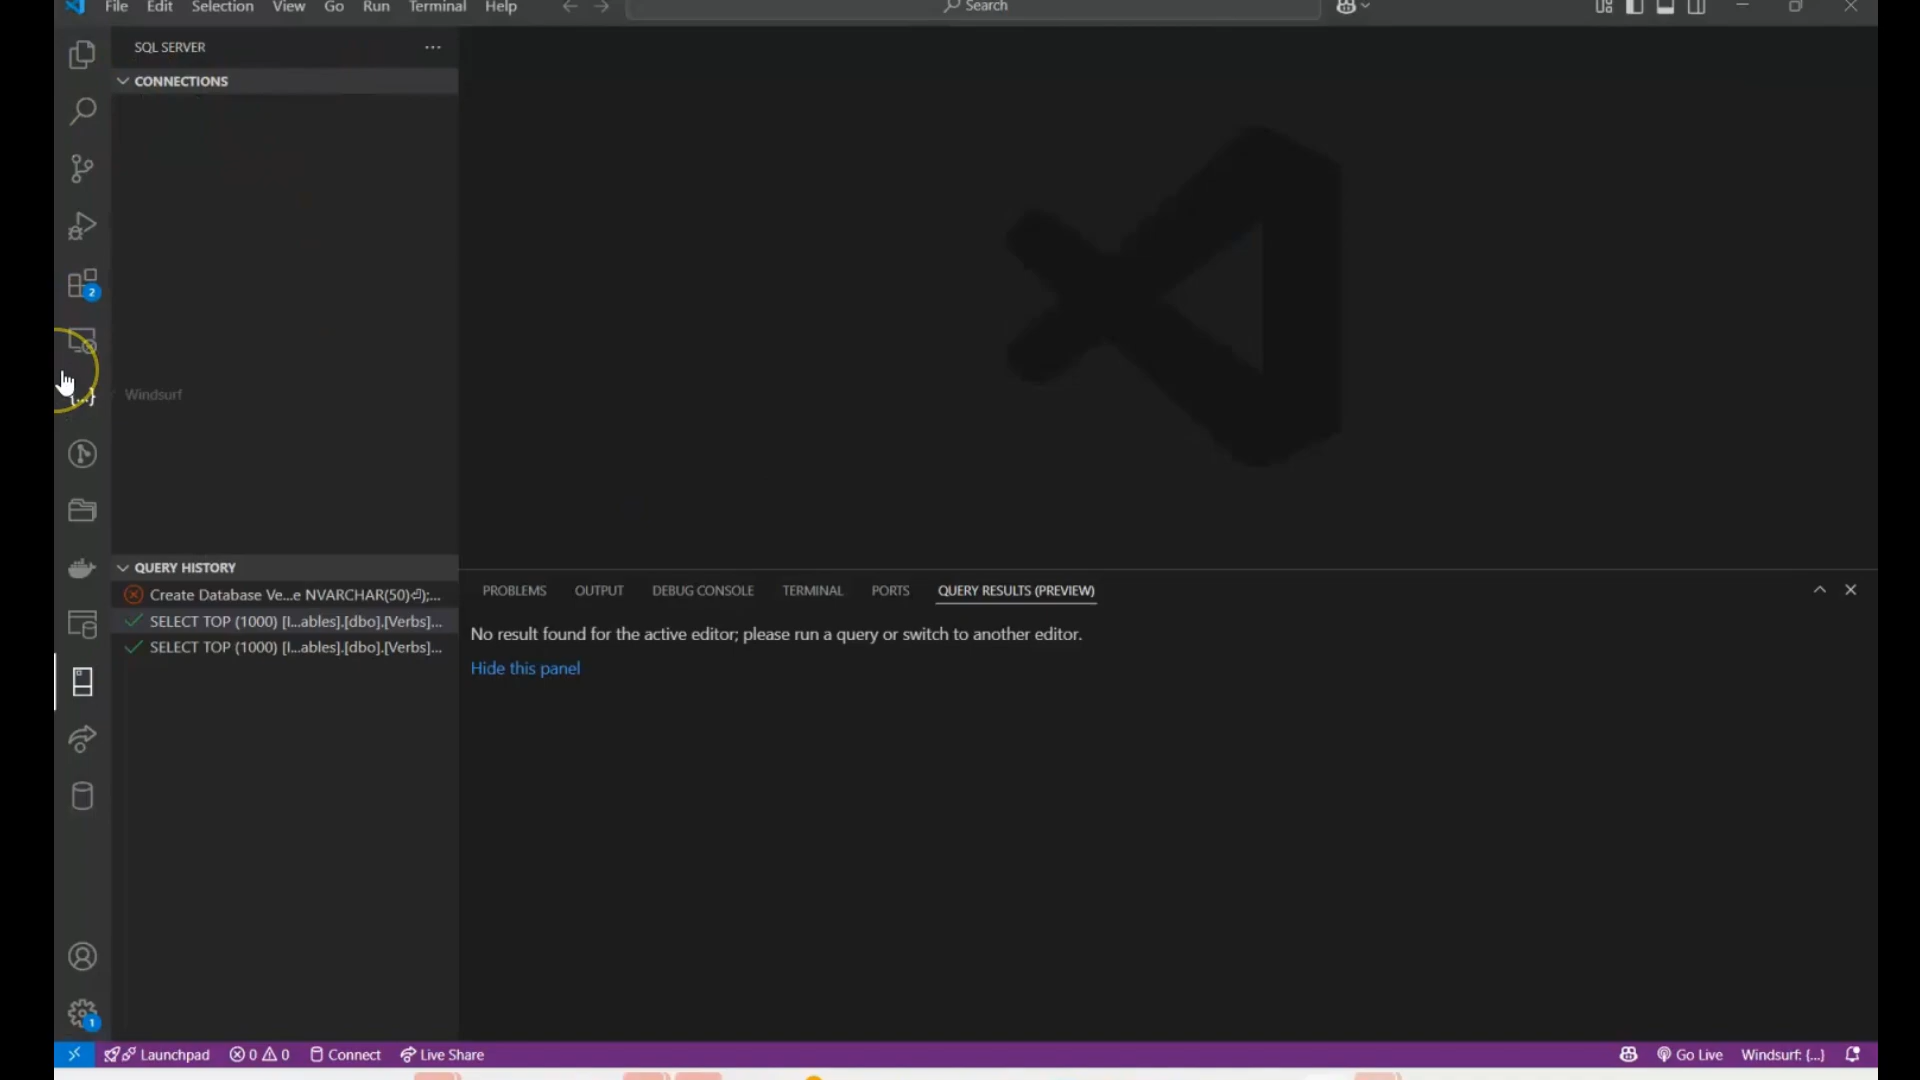 File Edit Selection View Go Run Terminal Help
Search
SQL SERVER
CONNECTIONS
2
{...}
Windsurf
QUERY HISTORY
Create Database Ve...e NVARCHAR(50)⏎);...
SELECT TOP (1000) [I...ables].[dbo].[Verbs]...
SELECT TOP (1000) [I...ables].[dbo].[Verbs]...
PROBLEMS OUTPUT DEBUG CONSOLE TERMINAL PORTS QUERY RESULTS (PREVIEW)
No result found for the active editor; please run a query or switch to another editor.
Hide this panel
1
Launchpad 0 0 Connect Live Share Go Live Windsurf: {...}